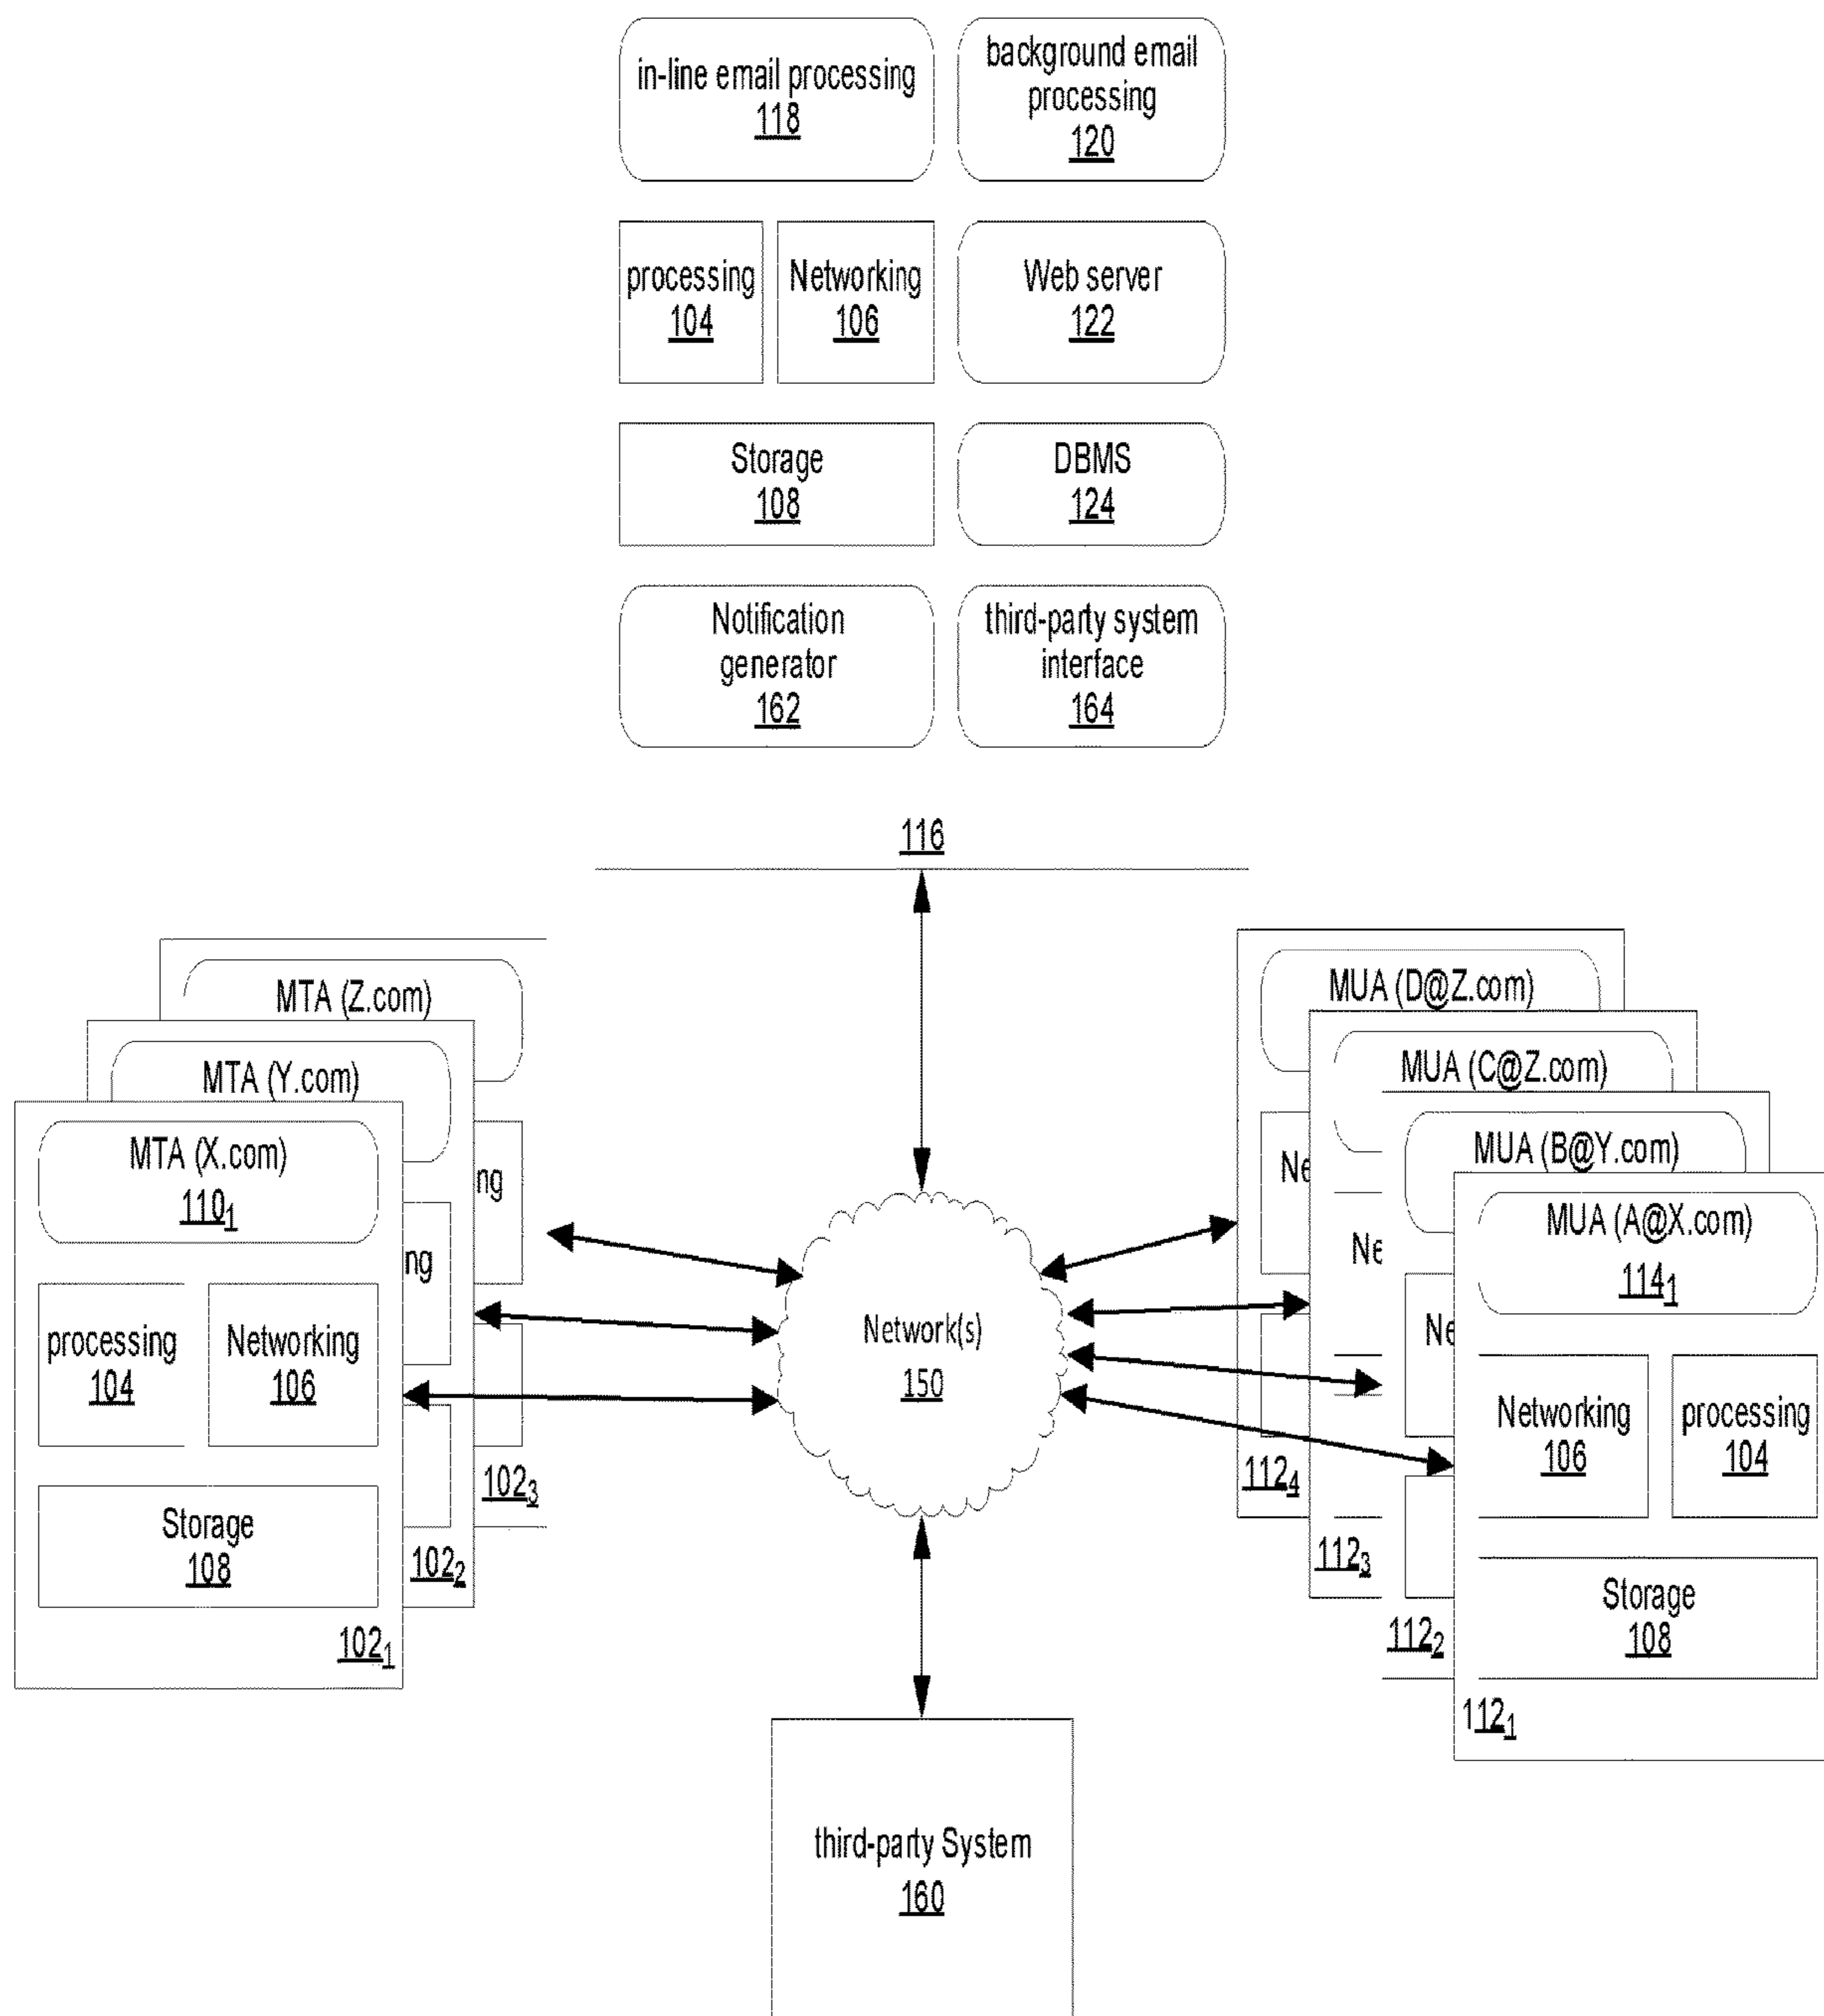 in-line email processing
118
background email
processing
120
processing
104
Networking
106
Web server
122
Storage
108
DBMS
124
Notification
generator
162
third-party system
interface
164
116
MTA (Z.com)
MTA (Y.com)
MTA (X.com)
110₁
ng
ng
processing
104
Networking
106
Storage
108
102₃
102₂
102₁
Network(s)
150
MUA (D@Z.com)
MUA (C@Z.com)
MUA (B@Y.com)
MUA (A@X.com)
114₁
Ne
Ne
Ne
Networking
106
processing
104
Storage
108
112₄
112₃
112₂
112₁
third-party System
160